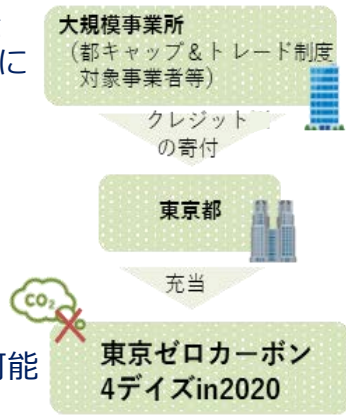 に
大規模事業所
（都キャップ＆トレード制度
対象事業者等）
クレジット
の寄付
東京都
充当
CO₂
可能
東京ゼロカーボン
4デイズin2020